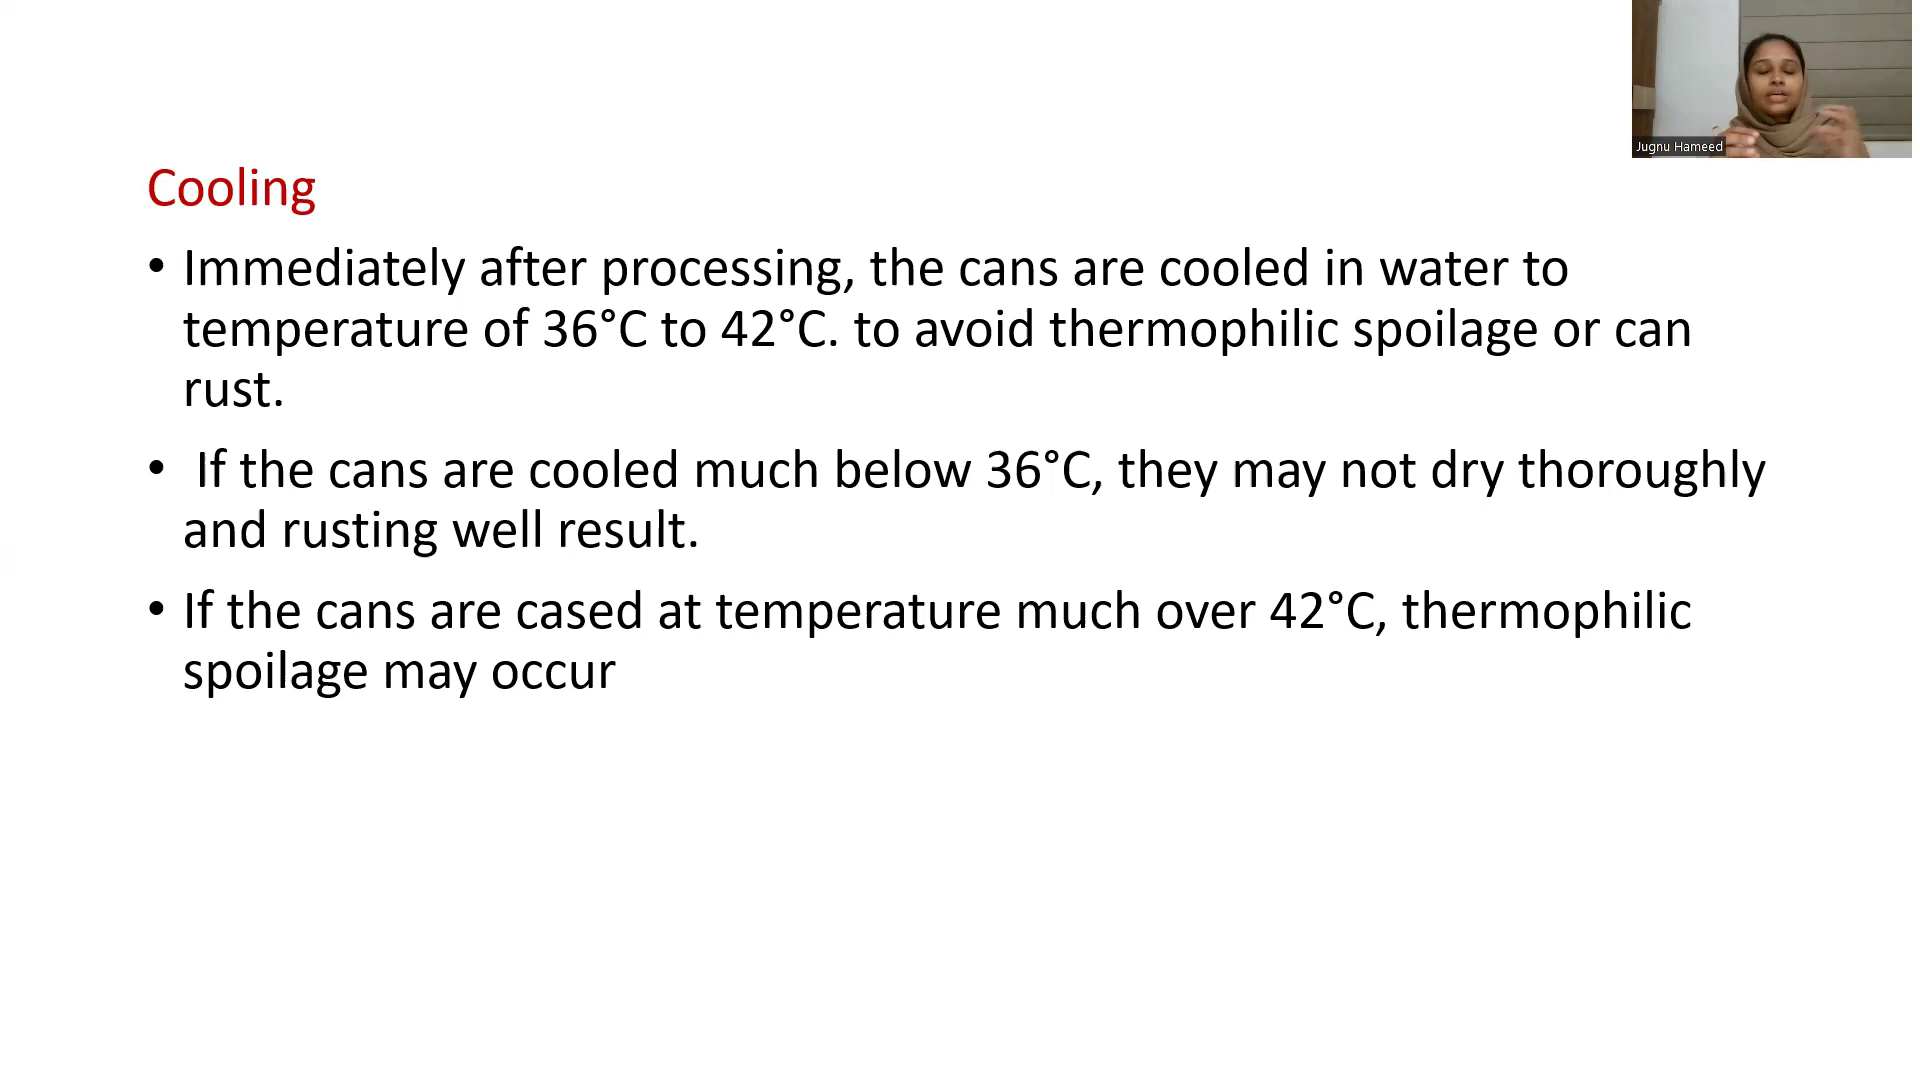 Jugnu Hameed
Cooling
• Immediately after processing, the cans are cooled in water to
temperature of 36°C to 42°C. to avoid thermophilic spoilage or can
rust.
• If the cans are cooled much below 36°C, they may not dry thoroughly
and rusting well result.
• If the cans are cased at temperature much over 42°C, thermophilic
spoilage may occur